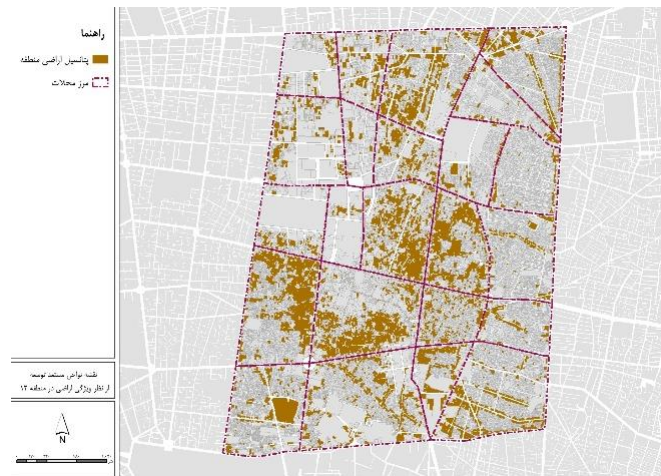 راهنما
پتانسیل اراضی منطقه
مرز محلات
نقشه نواحی مستعد توسعه
از نظر ویژگی اراضی در منطقه ۱۲
N